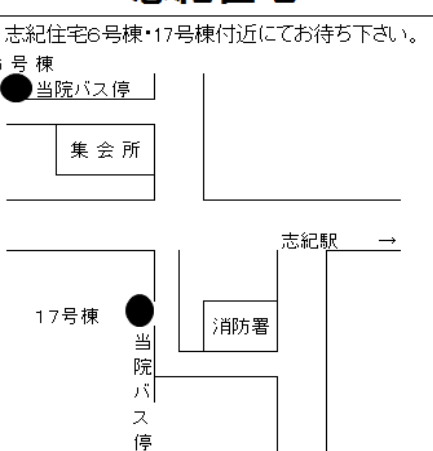 志紀住宅6号棟・17号棟付近にてお待ち下さい。
号棟
当院バス停
集会所
志紀駅 →
17号棟
消防署
当院バス停